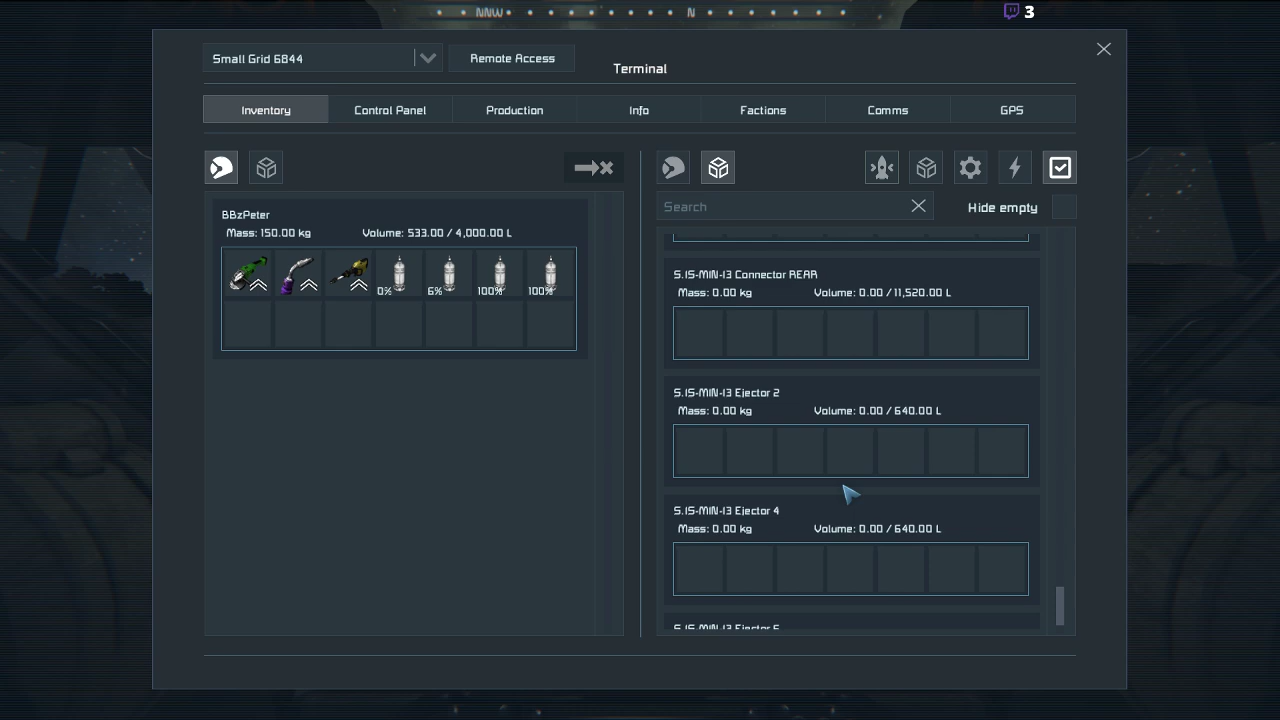 NNW N
3
Small Grid 6844
Remote Access
Terminal
Inventory
Control Panel
Production
Info
Factions
Comms
GPS
Search
Hide empty
BBzPeter
Mass: 150.00 kg
Volume: 533.00 / 4,000.00 L
0%
6%
100%
100%
S.IS-MIN-13 Connector REAR
Mass: 0.00 kg
Volume: 0.00 / 11,520.00 L
S.IS-MIN-13 Ejector 2
Mass: 0.00 kg
Volume: 0.00 / 640.00 L
S.IS-MIN-13 Ejector 4
Mass: 0.00 kg
Volume: 0.00 / 640.00 L
S.IS-MIN-13 Ejector